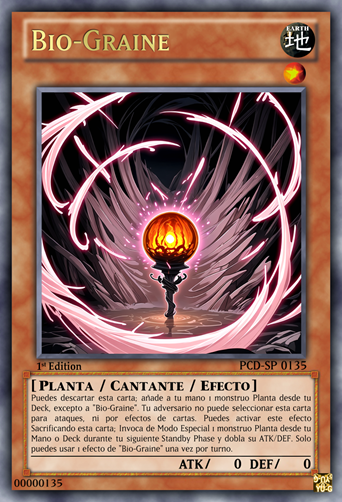 BIO-GRAINE
EARTH
地
1st Edition
PCD-SP 0135
[ PLANTA / CANTANTE / EFECTO ]
Puedes descartar esta carta; añade a tu mano 1 monstruo Planta desde tu
Deck, excepto a "Bio-Graine". Tu adversario no puede seleccionar esta carta
para ataques, ni por efectos de cartas. Puedes activar este efecto
Sacrificando esta carta; Invoca de Modo Especial 1 monstruo Planta desde tu
Mano o Deck durante tu siguiente Standby Phase y dobla su ATK/DEF. Solo
puedes usar 1 efecto de "Bio-Graine" una vez por turno.
ATK / 0 DEF / 0
00000135